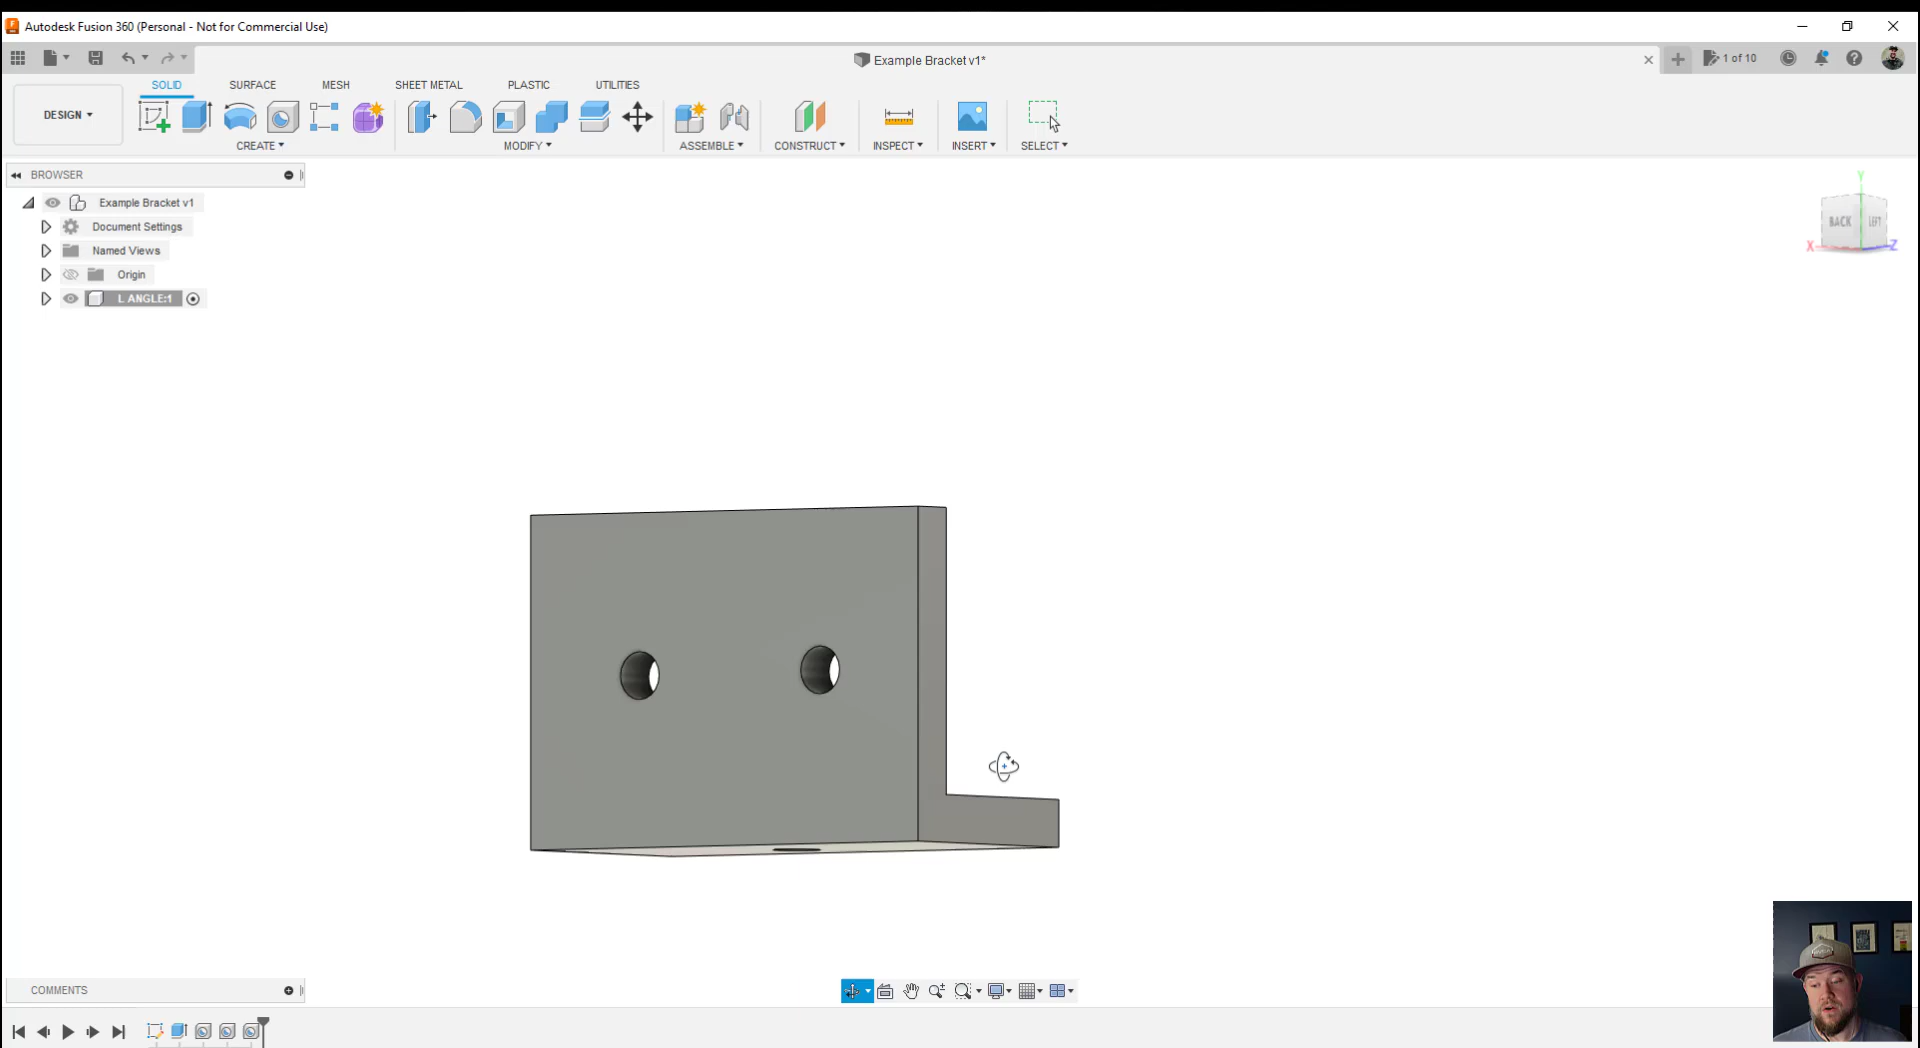 Autodesk Fusion 360 (Personal - Not for Commercial Use)
Example Bracket v1*
1 of 10
DESIGN
SOLID
SURFACE
MESH
SHEET METAL
PLASTIC
UTILITIES
CREATE
MODIFY
ASSEMBLE
CONSTRUCT
INSPECT
INSERT
SELECT
BROWSER
Example Bracket v1
Document Settings
Named Views
Origin
L ANGLE:1
Y
BACK
LEFT
X
Z
COMMENTS